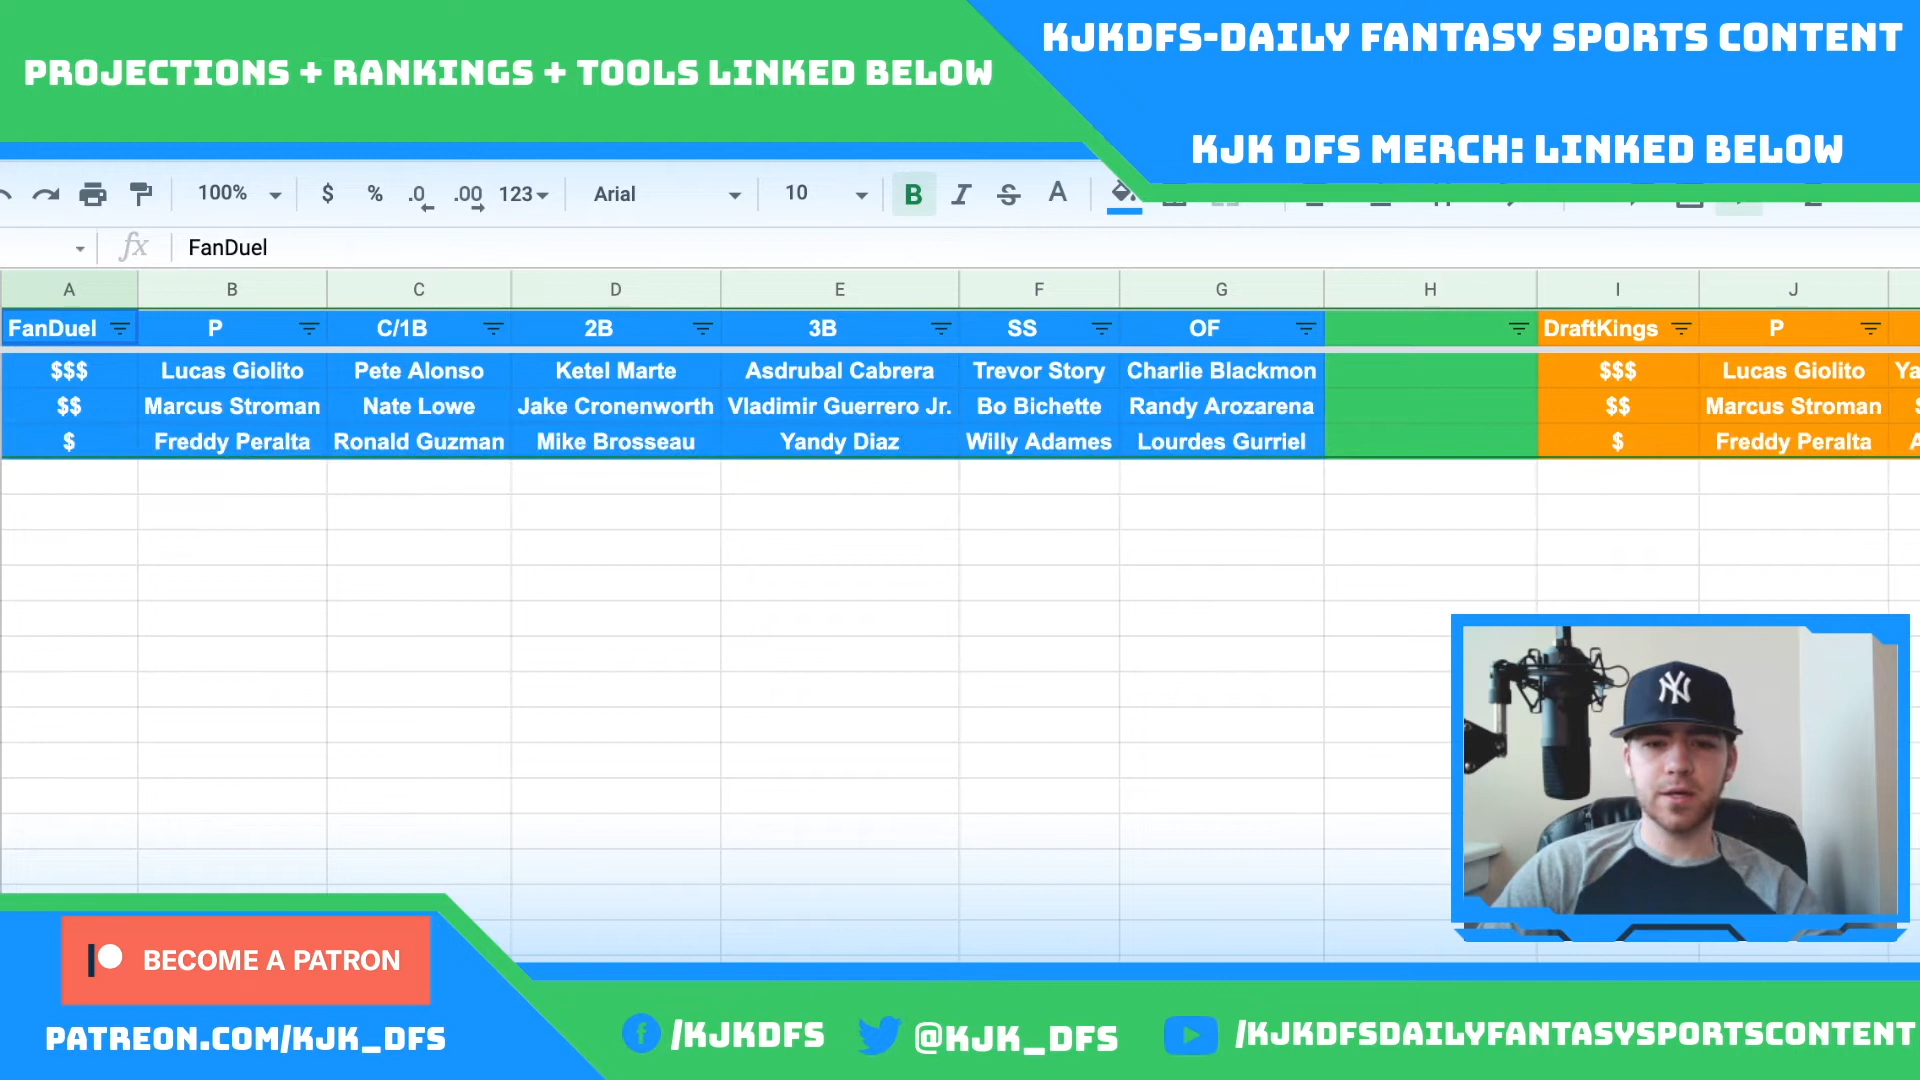 PROJECTIONS + RANKINGS + TOOLS LINKED BELOW
KJKDFS-DAILY FANTASY SPORTS CONTENT
KJK DFS MERCH: LINKED BELOW
100% $ % .0 .00 123 Arial 10 B I S A
fx FanDuel
A B C D E F G H I J
FanDuel P C/1B 2B 3B SS OF DraftKings P
$$$ Lucas Giolito Pete Alonso Ketel Marte Asdrubal Cabrera Trevor Story Charlie Blackmon $$$ Lucas Giolito Ya
$$ Marcus Stroman Nate Lowe Jake Cronenworth Vladimir Guerrero Jr. Bo Bichette Randy Arozarena $$ Marcus Stroman
$ Freddy Peralta Ronald Guzman Mike Brosseau Yandy Diaz Willy Adames Lourdes Gurriel $ Freddy Peralta A
NY
BECOME A PATRON
PATREON.COM/KJK_DFS
/KJKDFS
@KJK_DFS
/KJKDFSDAILYFANTASYSPORTSCONTENT